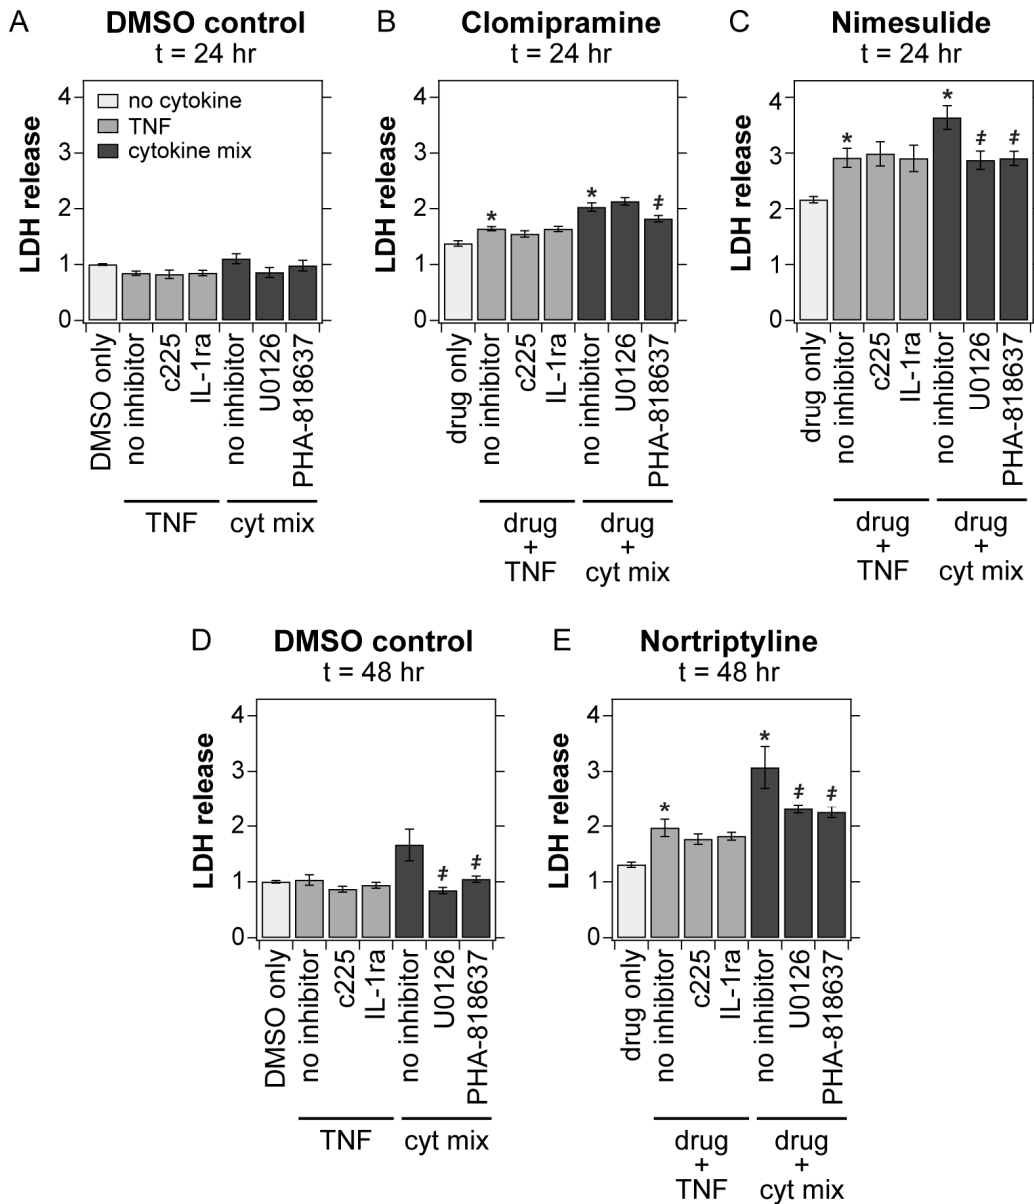 A
DMSO control
t = 24 hr
LDH release
4
3
2
1
0
no cytokine
TNF
cytokine mix
DMSO only
no inhibitor
c225
IL-1ra
no inhibitor
U0126
PHA-818637
TNF
cyt mix
B
Clomipramine
t = 24 hr
LDH release
4
3
2
1
0
*
*
‡
drug only
no inhibitor
c225
IL-1ra
no inhibitor
U0126
PHA-818637
drug
+
TNF
drug
+
cyt mix
C
Nimesulide
t = 24 hr
LDH release
4
3
2
1
0
*
*
‡
‡
drug only
no inhibitor
c225
IL-1ra
no inhibitor
U0126
PHA-818637
drug
+
TNF
drug
+
cyt mix
D
DMSO control
t = 48 hr
LDH release
4
3
2
1
0
‡
‡
DMSO only
no inhibitor
c225
IL-1ra
no inhibitor
U0126
PHA-818637
TNF
cyt mix
E
Nortriptyline
t = 48 hr
LDH release
4
3
2
1
0
*
*
‡
‡
drug only
no inhibitor
c225
IL-1ra
no inhibitor
U0126
PHA-818637
drug
+
TNF
drug
+
cyt mix